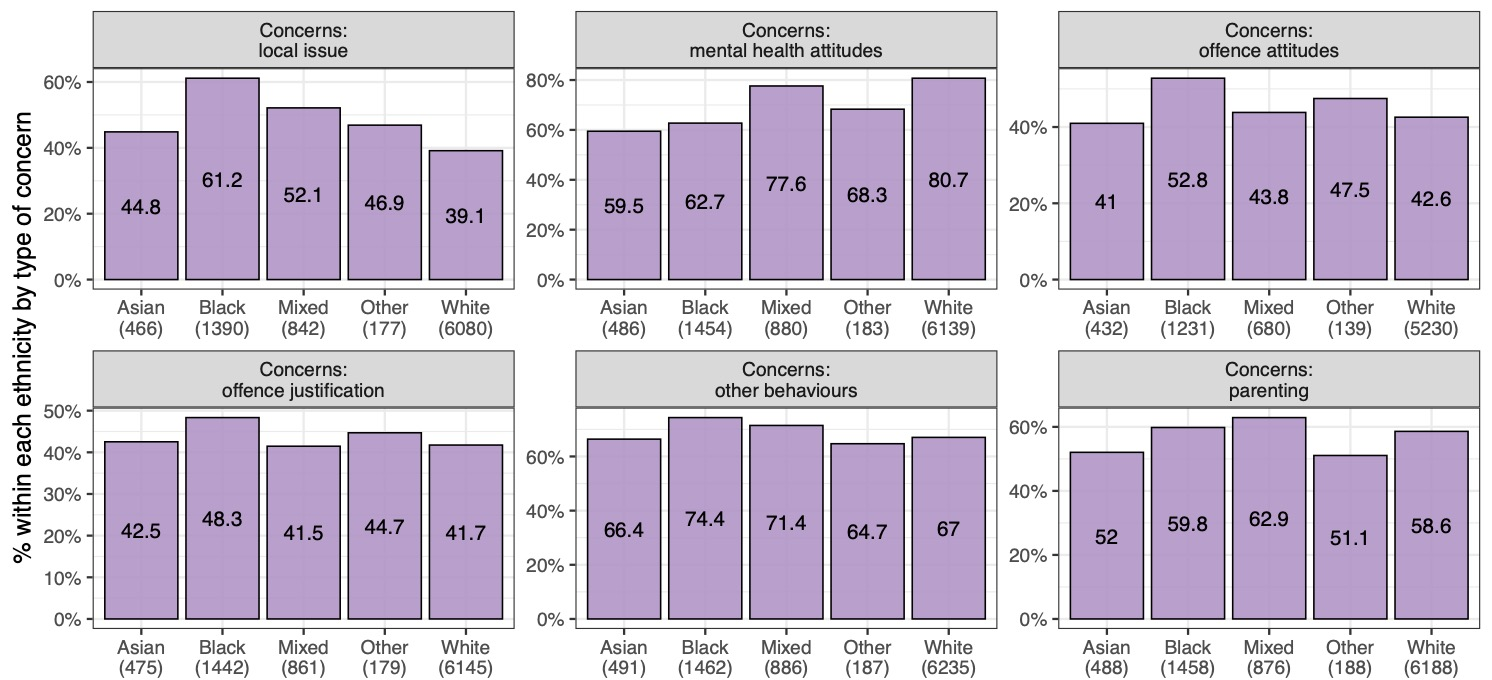 % within each ethnicity by type of concern
Concerns:
local issue
60%
40%
20%
0%
44.8
61.2
52.1
46.9
39.1
Asian Black Mixed Other White
(466) (1390) (842) (177) (6080)
Concerns:
mental health attitudes
80%
60%
40%
20%
0%
59.5
62.7
77.6
68.3
80.7
Asian Black Mixed Other White
(486) (1454) (880) (183) (6139)
Concerns:
offence attitudes
40%
20%
0%
41
52.8
43.8
47.5
42.6
Asian Black Mixed Other White
(432) (1231) (680) (139) (5230)
Concerns:
offence justification
50%
40%
30%
20%
10%
0%
42.5
48.3
41.5
44.7
41.7
Asian Black Mixed Other White
(475) (1442) (861) (179) (6145)
Concerns:
other behaviours
60%
40%
20%
0%
66.4
74.4
71.4
64.7
67
Asian Black Mixed Other White
(491) (1462) (886) (187) (6235)
Concerns:
parenting
60%
40%
20%
0%
52
59.8
62.9
51.1
58.6
Asian Black Mixed Other White
(488) (1458) (876) (188) (6188)